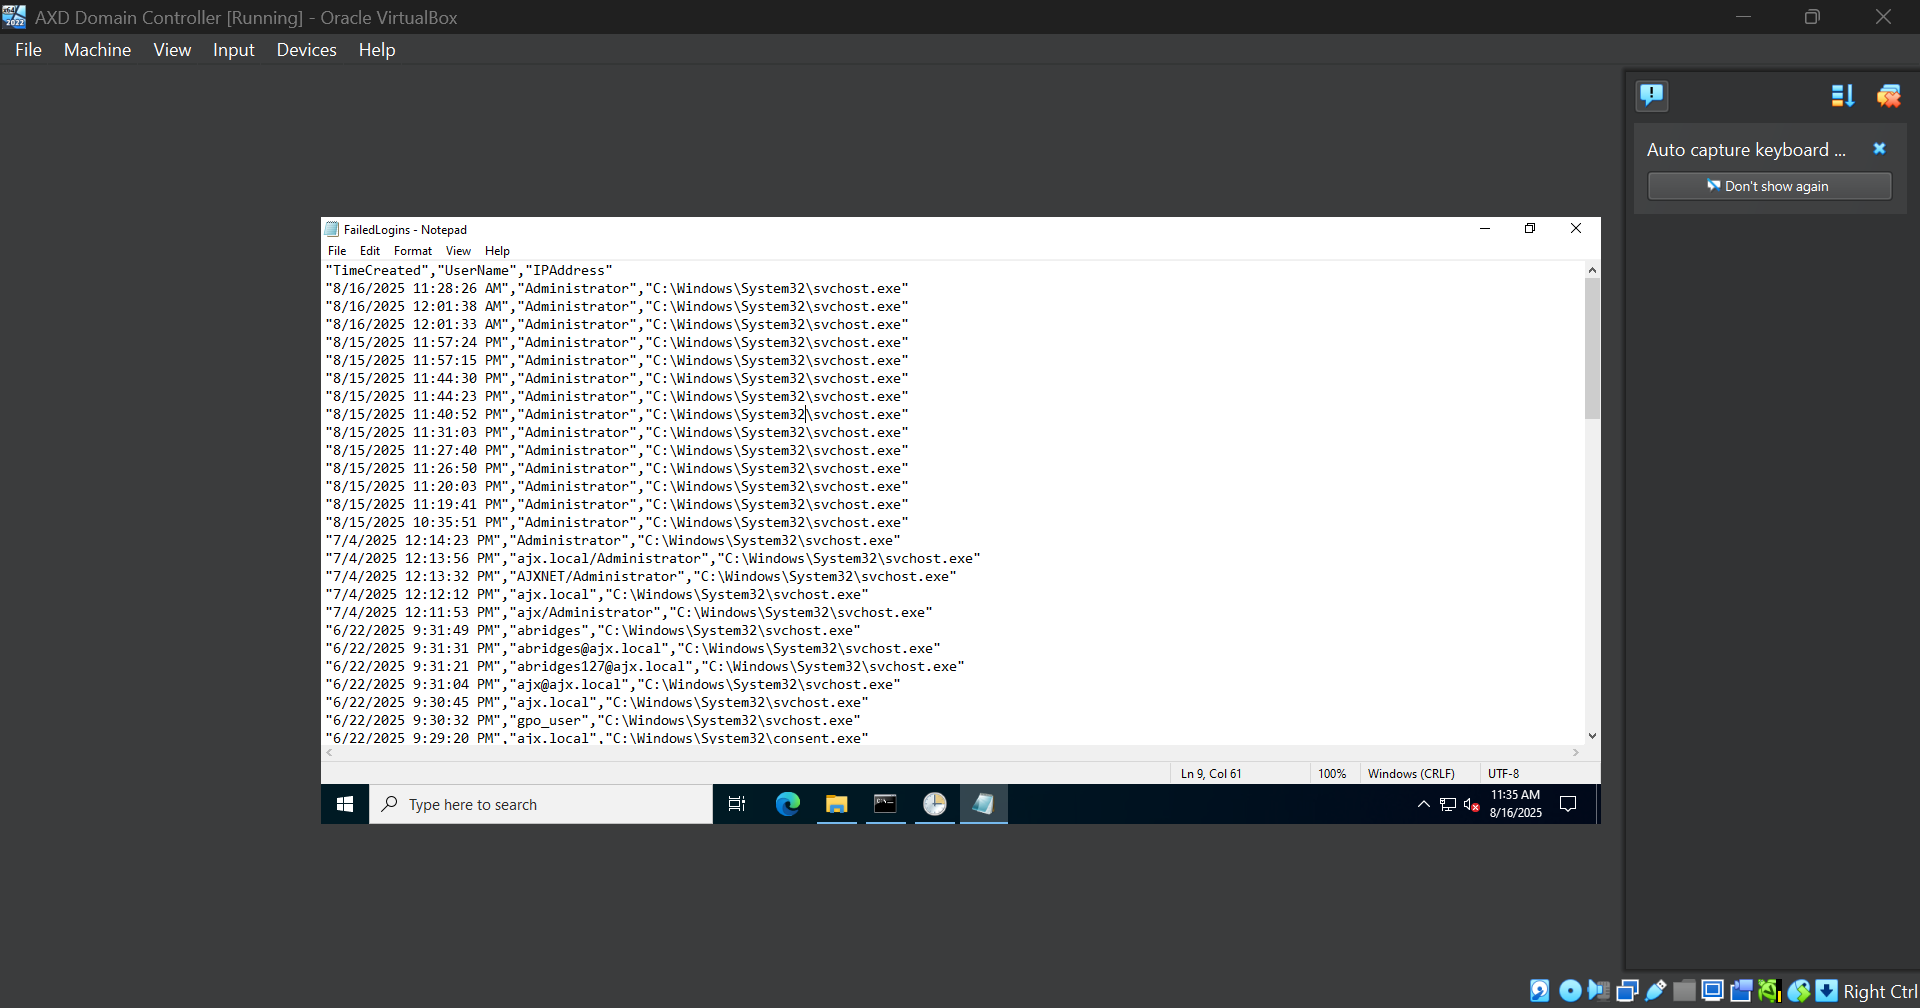 AXD Domain Controller [Running] - Oracle VirtualBox
File Machine View Input Devices Help
Auto capture keyboard ...
Don't show again
FailedLogins - Notepad
File Edit Format View Help
"TimeCreated","UserName","IPAddress"
"8/16/2025 11:28:26 AM","Administrator","C:\Windows\System32\svchost.exe"
"8/16/2025 12:01:38 AM","Administrator","C:\Windows\System32\svchost.exe"
"8/16/2025 12:01:33 AM","Administrator","C:\Windows\System32\svchost.exe"
"8/15/2025 11:57:24 PM","Administrator","C:\Windows\System32\svchost.exe"
"8/15/2025 11:57:15 PM","Administrator","C:\Windows\System32\svchost.exe"
"8/15/2025 11:44:30 PM","Administrator","C:\Windows\System32\svchost.exe"
"8/15/2025 11:44:23 PM","Administrator","C:\Windows\System32\svchost.exe"
"8/15/2025 11:40:52 PM","Administrator","C:\Windows\System32\svchost.exe"
"8/15/2025 11:31:03 PM","Administrator","C:\Windows\System32\svchost.exe"
"8/15/2025 11:27:40 PM","Administrator","C:\Windows\System32\svchost.exe"
"8/15/2025 11:26:50 PM","Administrator","C:\Windows\System32\svchost.exe"
"8/15/2025 11:20:03 PM","Administrator","C:\Windows\System32\svchost.exe"
"8/15/2025 11:19:41 PM","Administrator","C:\Windows\System32\svchost.exe"
"8/15/2025 10:35:51 PM","Administrator","C:\Windows\System32\svchost.exe"
"7/4/2025 12:14:23 PM","Administrator","C:\Windows\System32\svchost.exe"
"7/4/2025 12:13:56 PM","ajx.local/Administrator","C:\Windows\System32\svchost.exe"
"7/4/2025 12:13:32 PM","AJXNET/Administrator","C:\Windows\System32\svchost.exe"
"7/4/2025 12:12:12 PM","ajx.local","C:\Windows\System32\svchost.exe"
"7/4/2025 12:11:53 PM","ajx/Administrator","C:\Windows\System32\svchost.exe"
"6/22/2025 9:31:49 PM","abridges","C:\Windows\System32\svchost.exe"
"6/22/2025 9:31:31 PM","abridges@ajx.local","C:\Windows\System32\svchost.exe"
"6/22/2025 9:31:21 PM","abridges127@ajx.local","C:\Windows\System32\svchost.exe"
"6/22/2025 9:31:04 PM","ajx@ajx.local","C:\Windows\System32\svchost.exe"
"6/22/2025 9:30:45 PM","ajx.local","C:\Windows\System32\svchost.exe"
"6/22/2025 9:30:32 PM","gpo_user","C:\Windows\System32\svchost.exe"
"6/22/2025 9:29:20 PM","ajx.local","C:\Windows\System32\consent.exe"
Ln 9, Col 61 100% Windows (CRLF) UTF-8
Type here to search
11:35 AM
8/16/2025
Right Ctrl